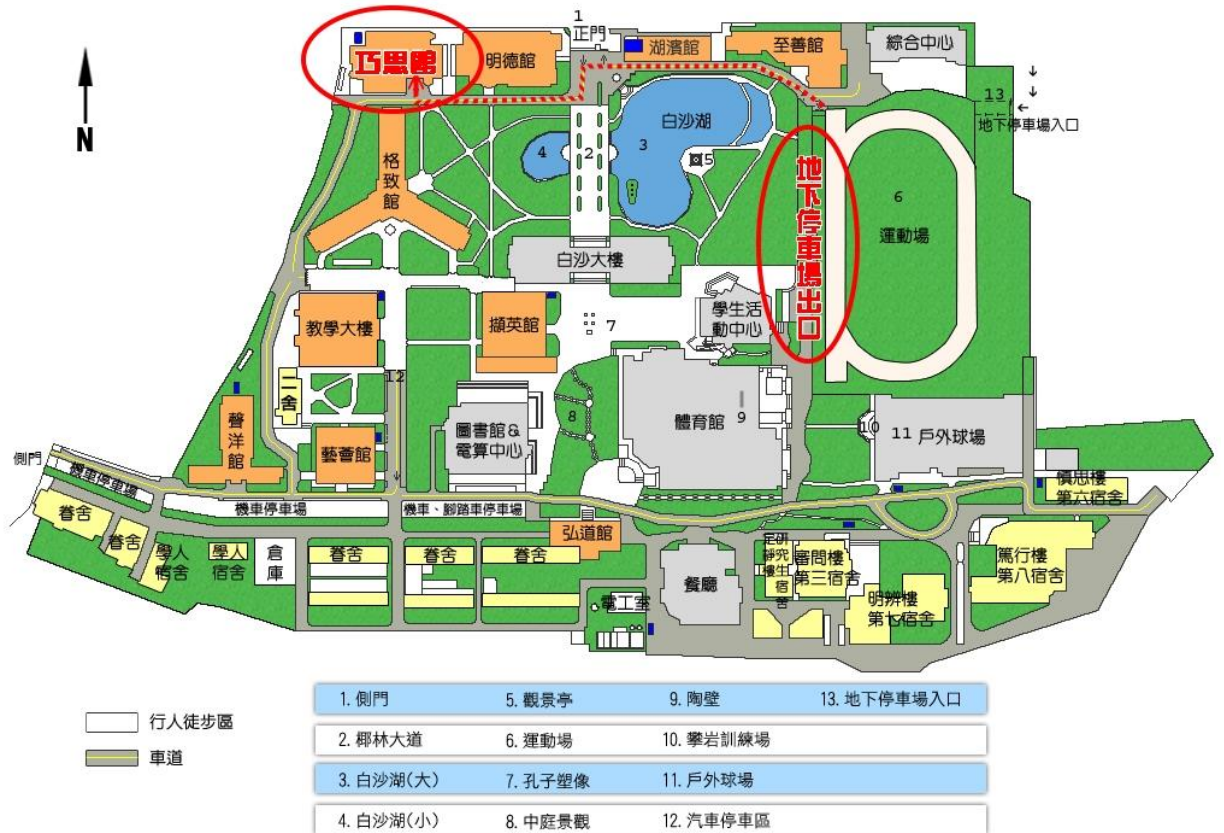 1
正門
巧思館
明德館
湖濱館
至善館
綜合中心
13
地下停車場入口
N
白沙湖
格致館
4
2
3
5
地下停車場出口
6
運動場
白沙大樓
教學大樓
擷英館
7
學生活
動中心
二舍
12
聲洋館
藝薈館
圖書館&
電算中心
8
體育館
9
10
11 戶外球場
側門
機車停車場
機車停車場
機車、腳踏車停車場
弘道館
慎思樓
第六宿舍
眷舍
眷舍
學人
宿舍
學人
宿舍
倉庫
眷舍
眷舍
眷舍
電工室
餐廳
研究生宿舍
審問樓
第三宿舍
明辨樓
第七宿舍
篤行樓
第八宿舍
行人徒步區
車道
1. 側門 5. 觀景亭 9. 陶壁 13. 地下停車場入口
2. 椰林大道 6. 運動場 10. 攀岩訓練場
3. 白沙湖(大) 7. 孔子塑像 11. 戶外球場
4. 白沙湖(小) 8. 中庭景觀 12. 汽車停車區